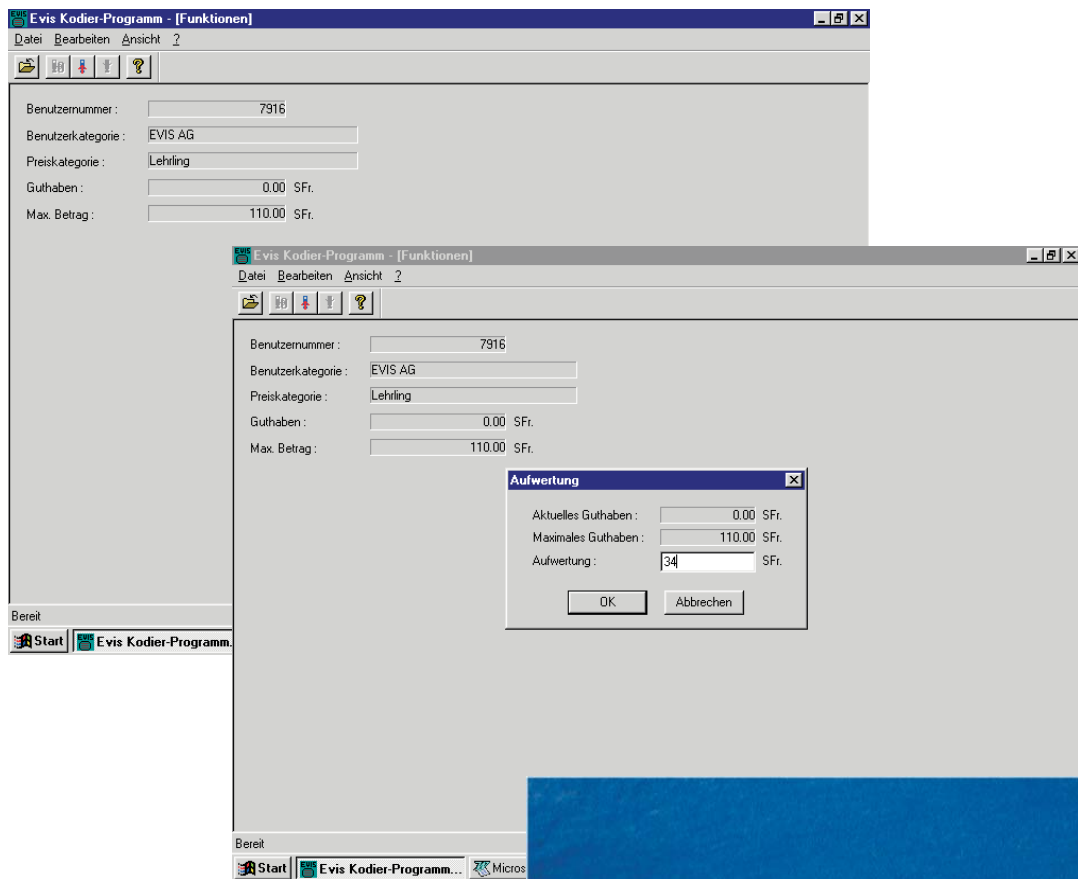 Evis Kodier-Programm - [Funktionen]
Datei Bearbeiten Ansicht ?
Benutzernummer : 7916
Benutzerkategorie : EVIS AG
Preiskategorie : Lehrling
Guthaben : 0.00 SFr.
Max. Betrag : 110.00 SFr.
Bereit
Start EVIS Evis Kodier-Programm.
Evis Kodier-Programm - [Funktionen]
Datei Bearbeiten Ansicht ?
Benutzernummer : 7916
Benutzerkategorie : EVIS AG
Preiskategorie : Lehrling
Guthaben : 0.00 SFr.
Max. Betrag : 110.00 SFr.
Aufwertung
Aktuelles Guthaben : 0.00 SFr.
Maximales Guthaben : 110.00 SFr.
Aufwertung : 34 SFr.
OK Abbrechen
Bereit
Start EVIS Evis Kodier-Programm... Micros